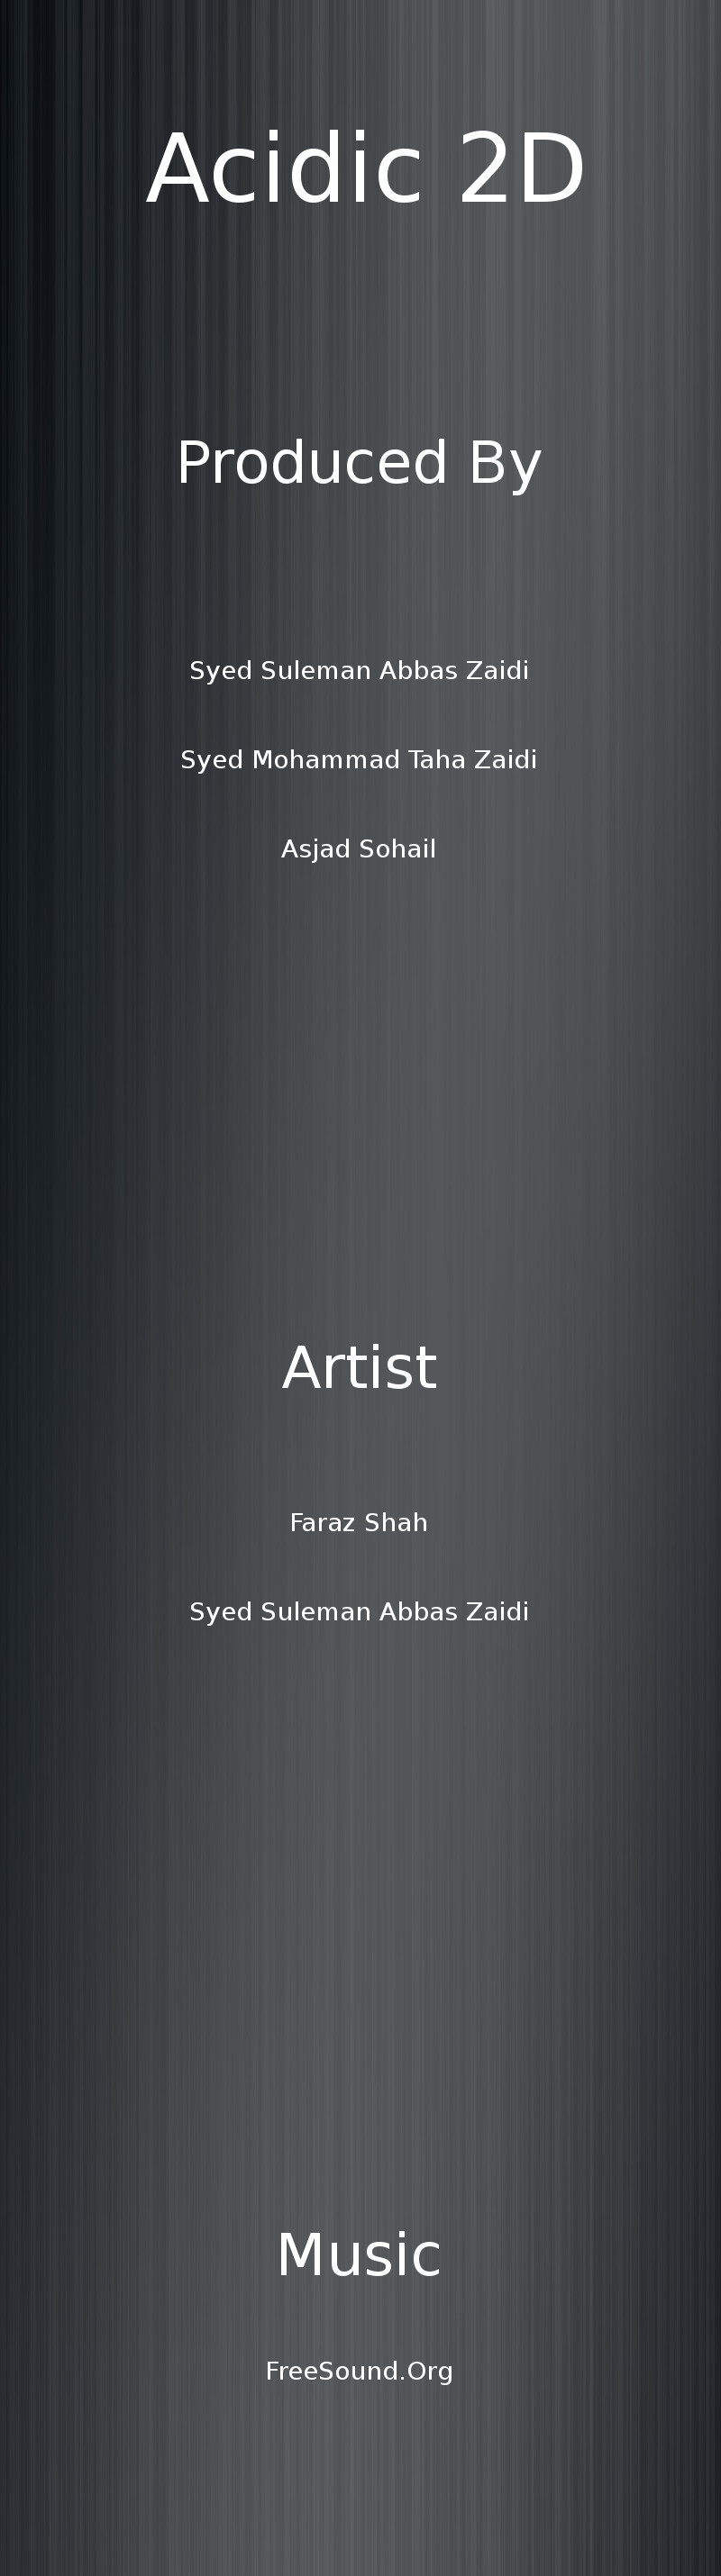 Acidic 2D
Produced By
Syed Suleman Abbas Zaidi
Syed Mohammad Taha Zaidi
Asjad Sohail
Artist
Faraz Shah
Syed Suleman Abbas Zaidi
Music
FreeSound.Org